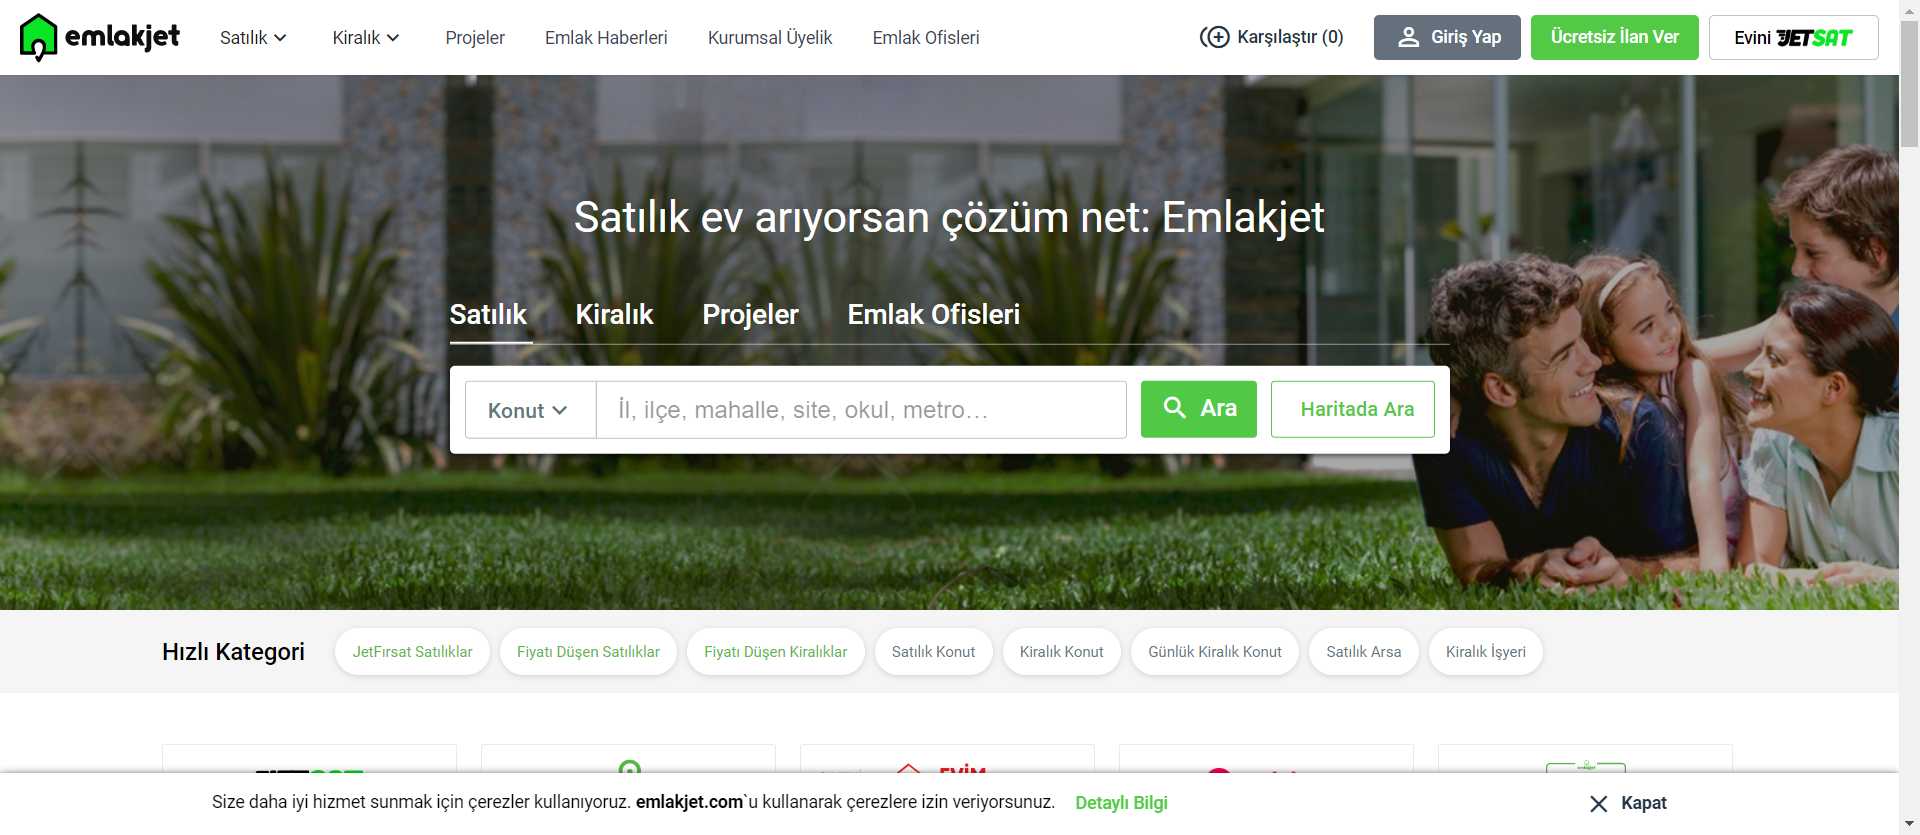 emlakjet
Satılık
Kiralık
Projeler
Emlak Haberleri
Kurumsal Üyelik
Emlak Ofisleri
Karşılaştır (0)
Giriş Yap
Ücretsiz İlan Ver
Evini JETSAT
Satılık ev arıyorsan çözüm net: Emlakjet
Satılık
Kiralık
Projeler
Emlak Ofisleri
Konut
İl, ilçe, mahalle, site, okul, metro...
Ara
Haritada Ara
Hızlı Kategori
JetFırsat Satılıklar
Fiyatı Düşen Satılıklar
Fiyatı Düşen Kiralıklar
Satılık Konut
Kiralık Konut
Günlük Kiralık Konut
Satılık Arsa
Kiralık İşyeri
EVİM
Size daha iyi hizmet sunmak için çerezler kullanıyoruz. emlakjet.com`u kullanarak çerezlere izin veriyorsunuz.
Detaylı Bilgi
Kapat